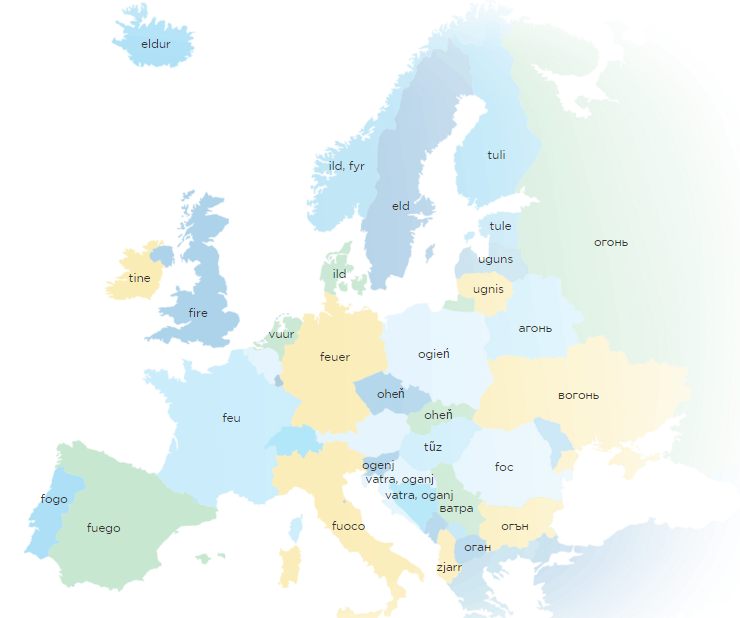 eldur
tuli
ild, fyr
eld
tule
огонь
uguns
ild
tine
ugnis
fire
агонь
vuur
feuer
ogień
oheň
вогонь
oheň
feu
tűz
ogenj
foc
vatra, oganj
vatra, oganj
fogo
ватра
fuego
fuoco
огън
оган
zjarr